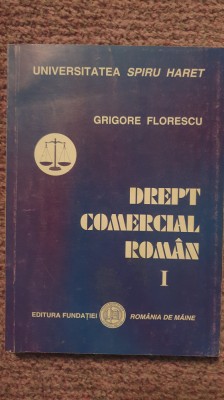 UNIVERSITATEA SPIRU HARET
GRIGORE FLORESCU
DREPT
COMERCIAL
ROMÂN
I
EDITURA FUNDAȚIEI ROMÂNIA DE MÂINE